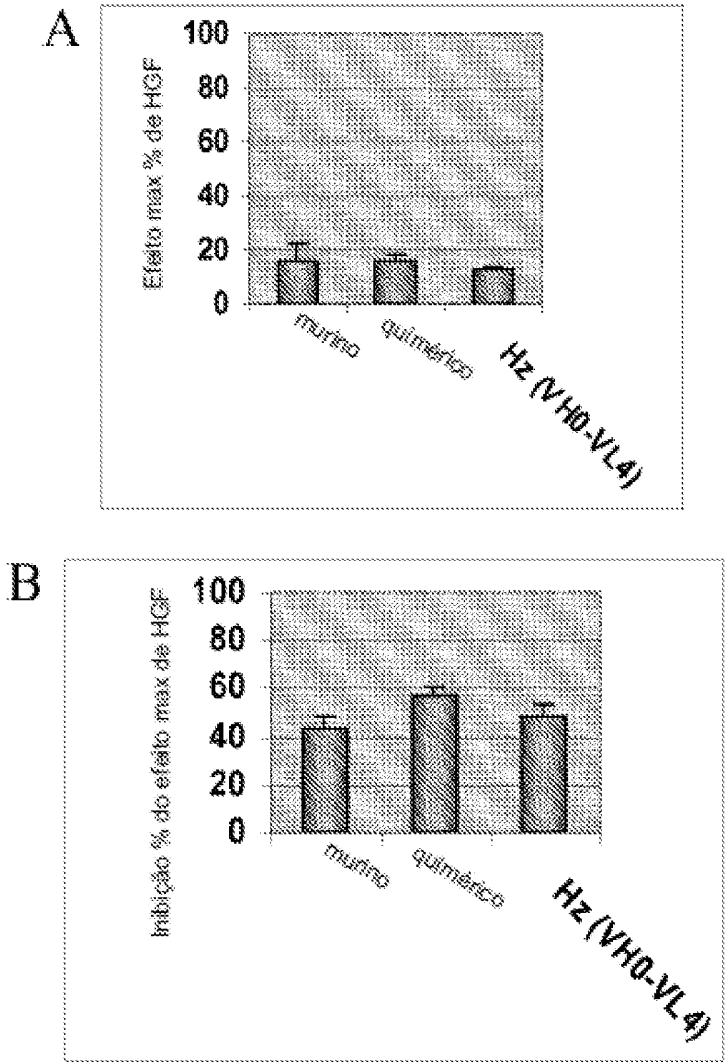 A
Efeito max % de HGF
100
80
60
40
20
0
murino
quimérico
Hz (VH0-VL4)
B
Inibição % do efeito max de HGF
100
80
60
40
20
0
murino
quimérico
Hz (VH0-VL4)